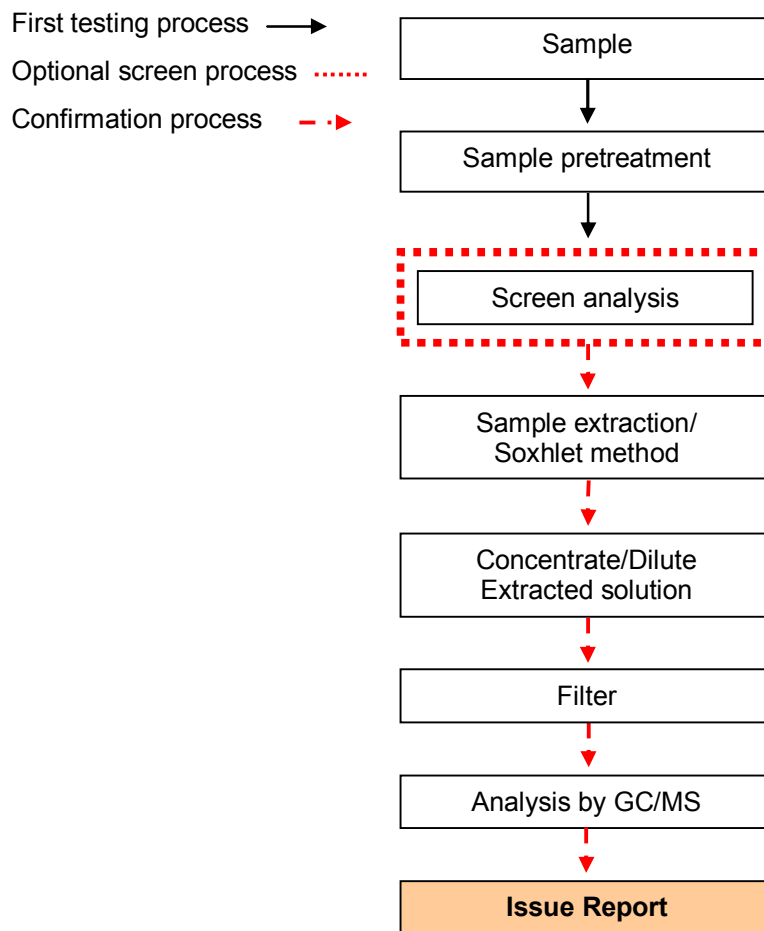 First testing process
Optional screen process
Confirmation process
Sample
Sample pretreatment
Screen analysis
Sample extraction/
Soxhlet method
Concentrate/Dilute
Extracted solution
Filter
Analysis by GC/MS
Issue Report